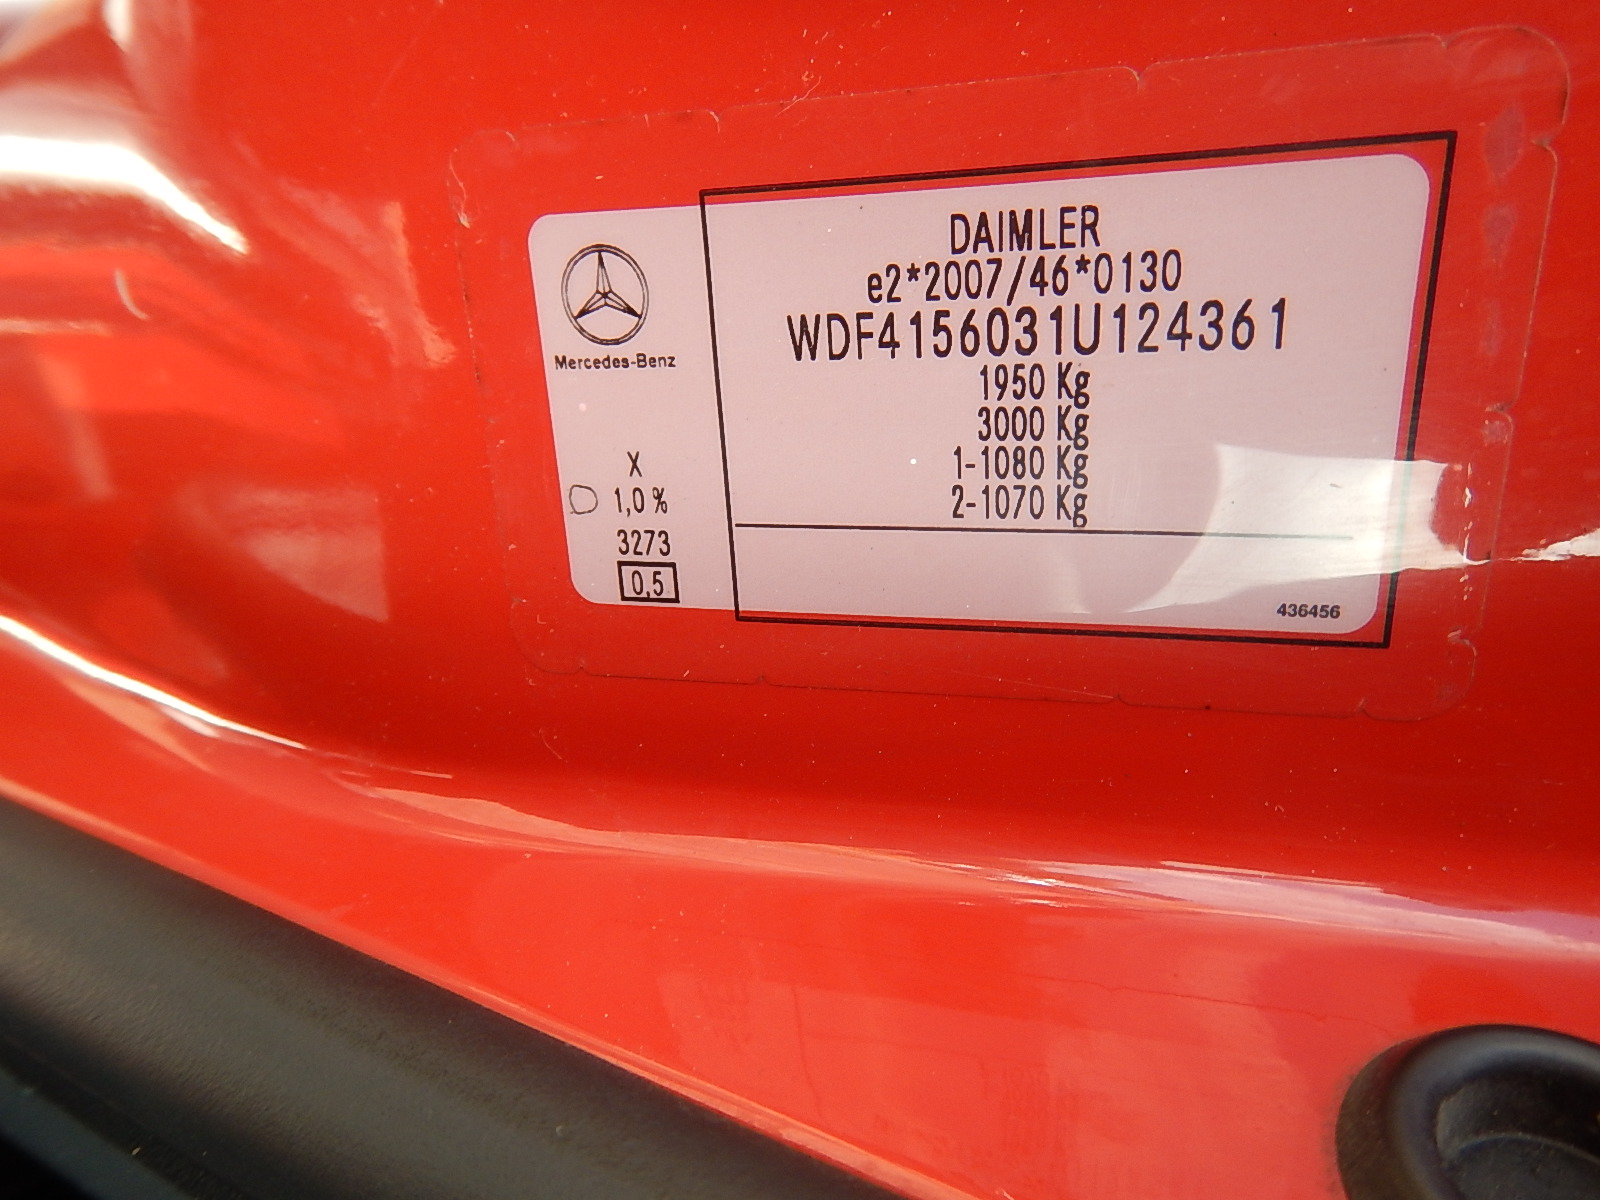 DAIMLER
e2*2007/46*0130
WDF4156031U124361
1950 Kg
3000 Kg
1-1080 Kg
2-1070 Kg
Mercedes-Benz
X
1,0 %
3273
0,5
436456